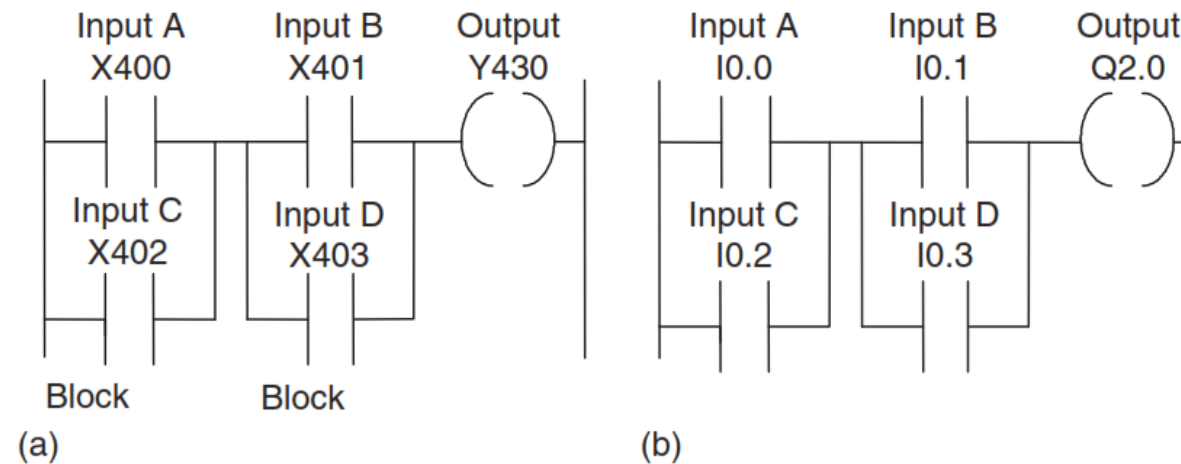 Input A Input B Output
X400 X401 Y430
Input C Input D
X402 X403
Block Block
(a)
Input A Input B Output
I0.0 I0.1 Q2.0
Input C Input D
I0.2 I0.3
(b)